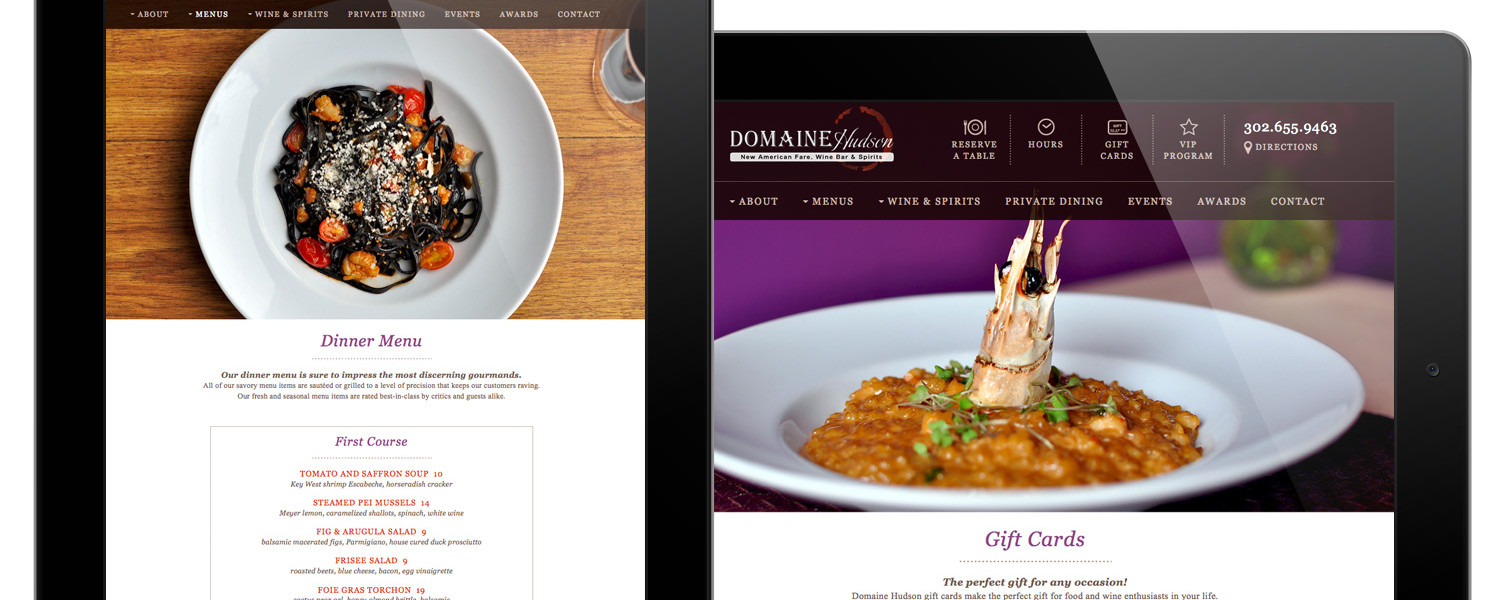 ABOUT MENUS WINE & SPIRITS PRIVATE DINING EVENTS AWARDS CONTACT
Dinner Menu
Our dinner menu is sure to impress the most discerning gourmands.
All of our savory menu items are sautéed or grilled to a level of precision that keeps our customers raving.
Our fresh and seasonal menu items are rated best-in-class by critics and guests alike.
First Course
TOMATO AND SAFFRON SOUP 10
Key West shrimp Escabeche, horseradish cracker
STEAMED PEI MUSSELS 14
Meyer lemon, caramelized shallots, spinach, white wine
FIG & ARUGULA SALAD 9
balsamic macerated figs, Parmigiano, house cured duck prosciutto
FRISEE SALAD 9
roasted beets, blue cheese, bacon, egg vinaigrette
FOIE GRAS TORCHON 19
DOMAINE Hudson
New American Fare, Wine Bar & Spirits
RESERVE
A TABLE
HOURS
GIFT
CARDS
VIP
PROGRAM
302.655.9463
DIRECTIONS
ABOUT MENUS WINE & SPIRITS PRIVATE DINING EVENTS AWARDS CONTACT
Gift Cards
The perfect gift for any occasion!
Domaine Hudson gift cards make the perfect gift for food and wine enthusiasts in your life.